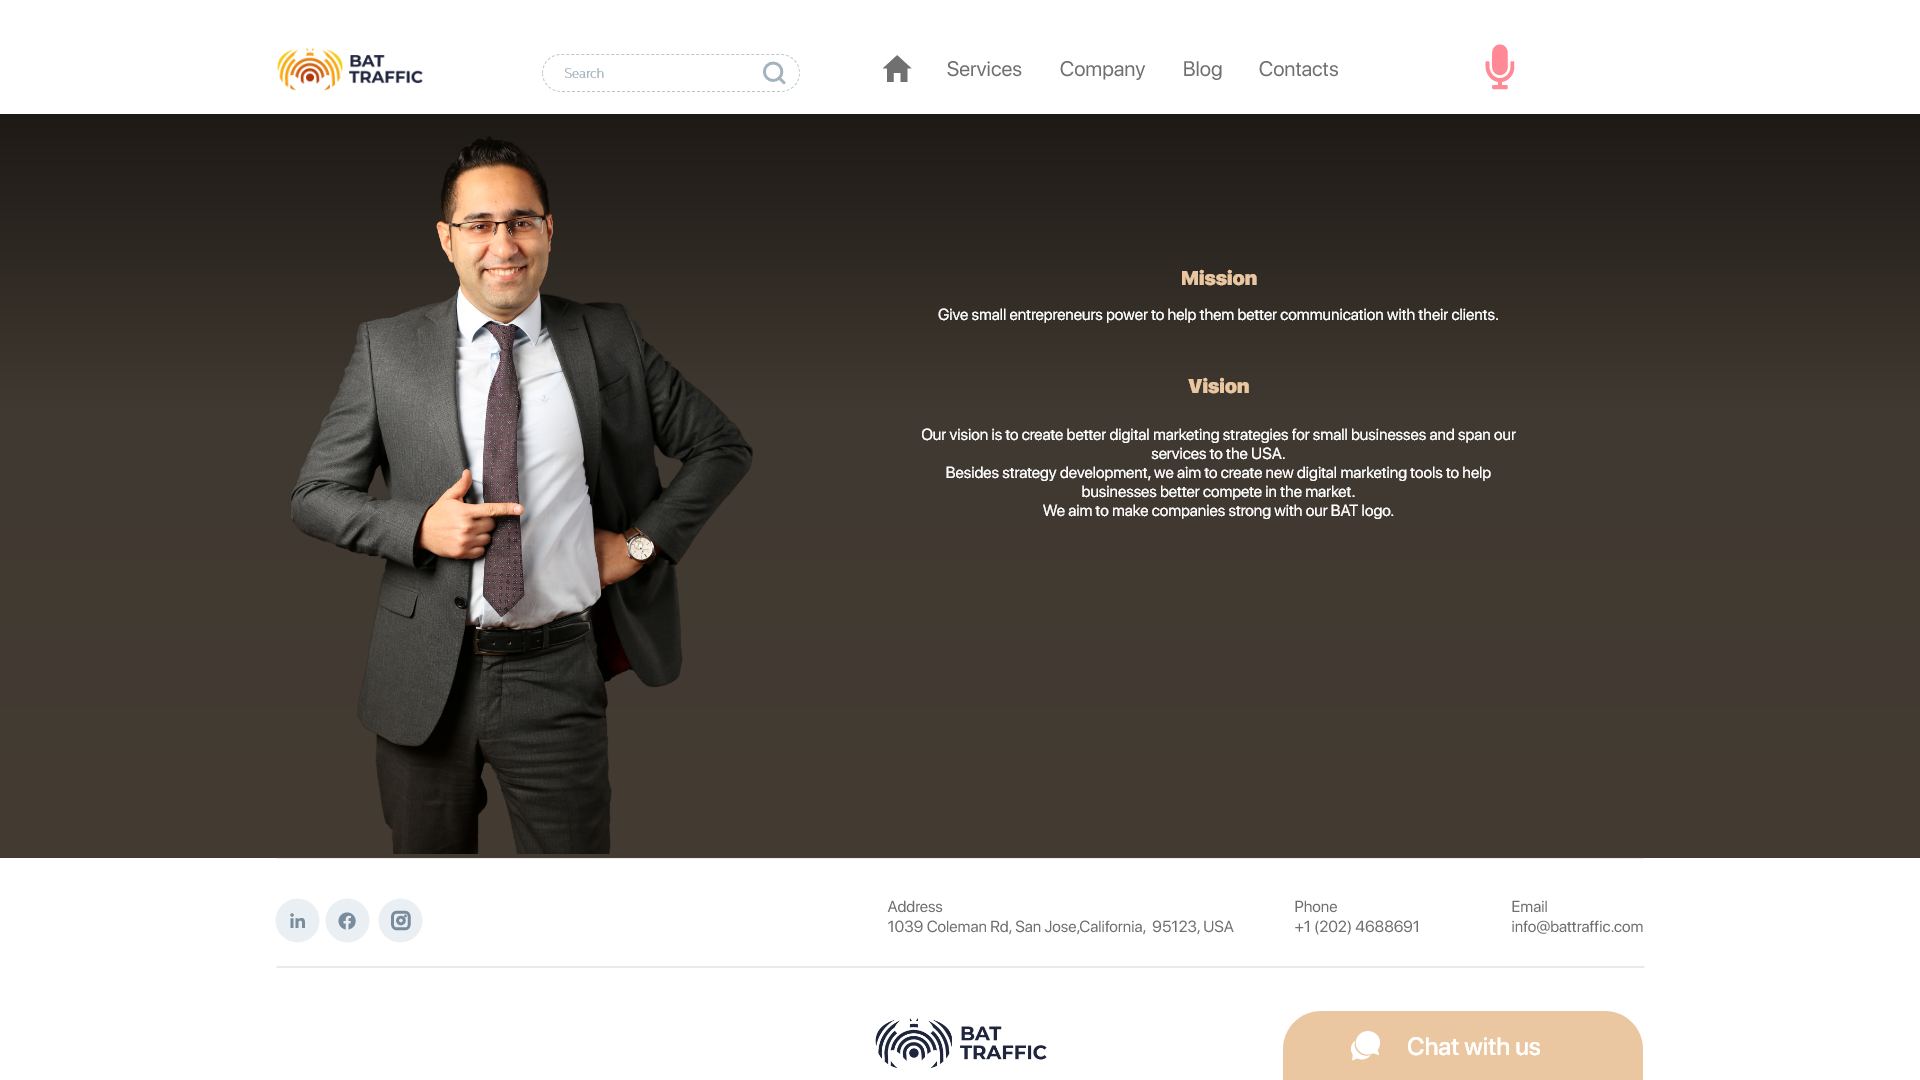 BAT
TRAFFIC
Search
Services
Company
Blog
Contacts
Mission
Give small entrepreneurs power to help them better communication with their clients.
Vision
Our vision is to create better digital marketing strategies for small businesses and span our
services to the USA.
Besides strategy development, we aim to create new digital marketing tools to help
businesses better compete in the market.
We aim to make companies strong with our BAT logo.
in
Address
1039 Coleman Rd, San Jose,California,  95123, USA
Phone
+1 (202) 4688691
Email
info@battraffic.com
BAT
TRAFFIC
Chat with us